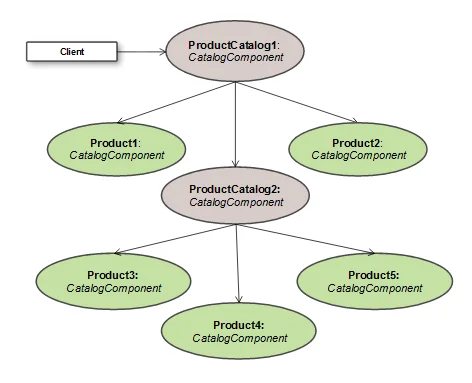 Client
ProductCatalog1:
CatalogComponent
Product1:
CatalogComponent
Product2:
CatalogComponent
ProductCatalog2:
CatalogComponent
Product3:
CatalogComponent
Product4:
CatalogComponent
Product5:
CatalogComponent